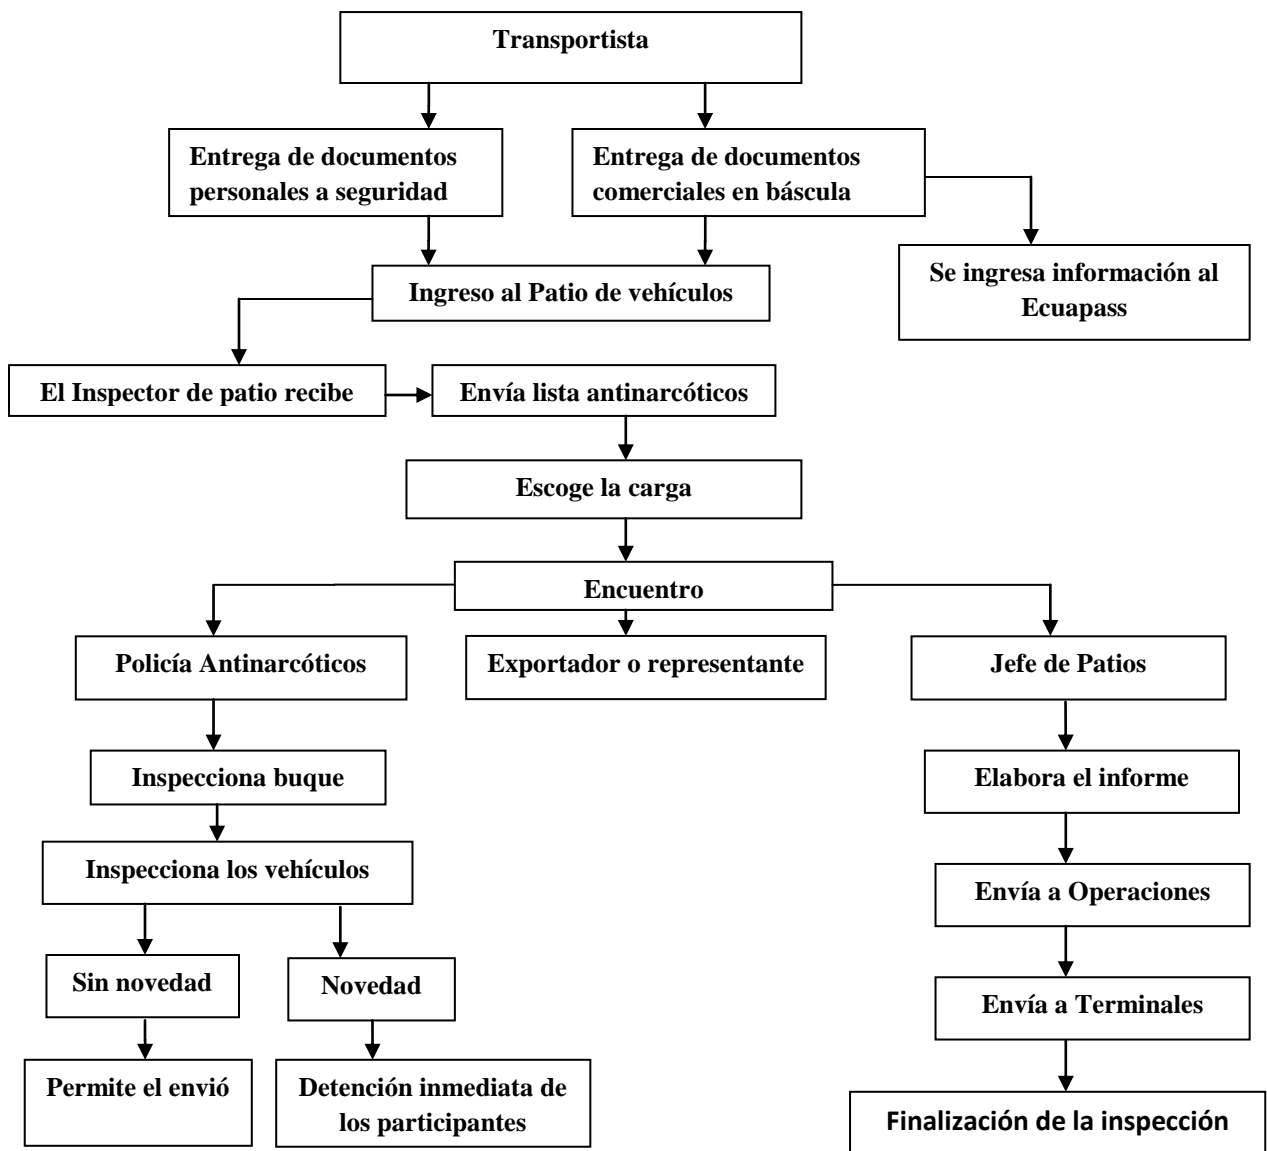 Transportista
Entrega de documentos
personales a seguridad
Entrega de documentos
comerciales en báscula
Se ingresa información al
Ecuapass
Ingreso al Patio de vehículos
El Inspector de patio recibe
Envía lista antinarcóticos
Escoge la carga
Encuentro
Policía Antinarcóticos
Exportador o representante
Jefe de Patios
Inspecciona buque
Elabora el informe
Inspecciona los vehículos
Envía a Operaciones
Sin novedad
Novedad
Envía a Terminales
Permite el envió
Detención inmediata de
los participantes
Finalización de la inspección